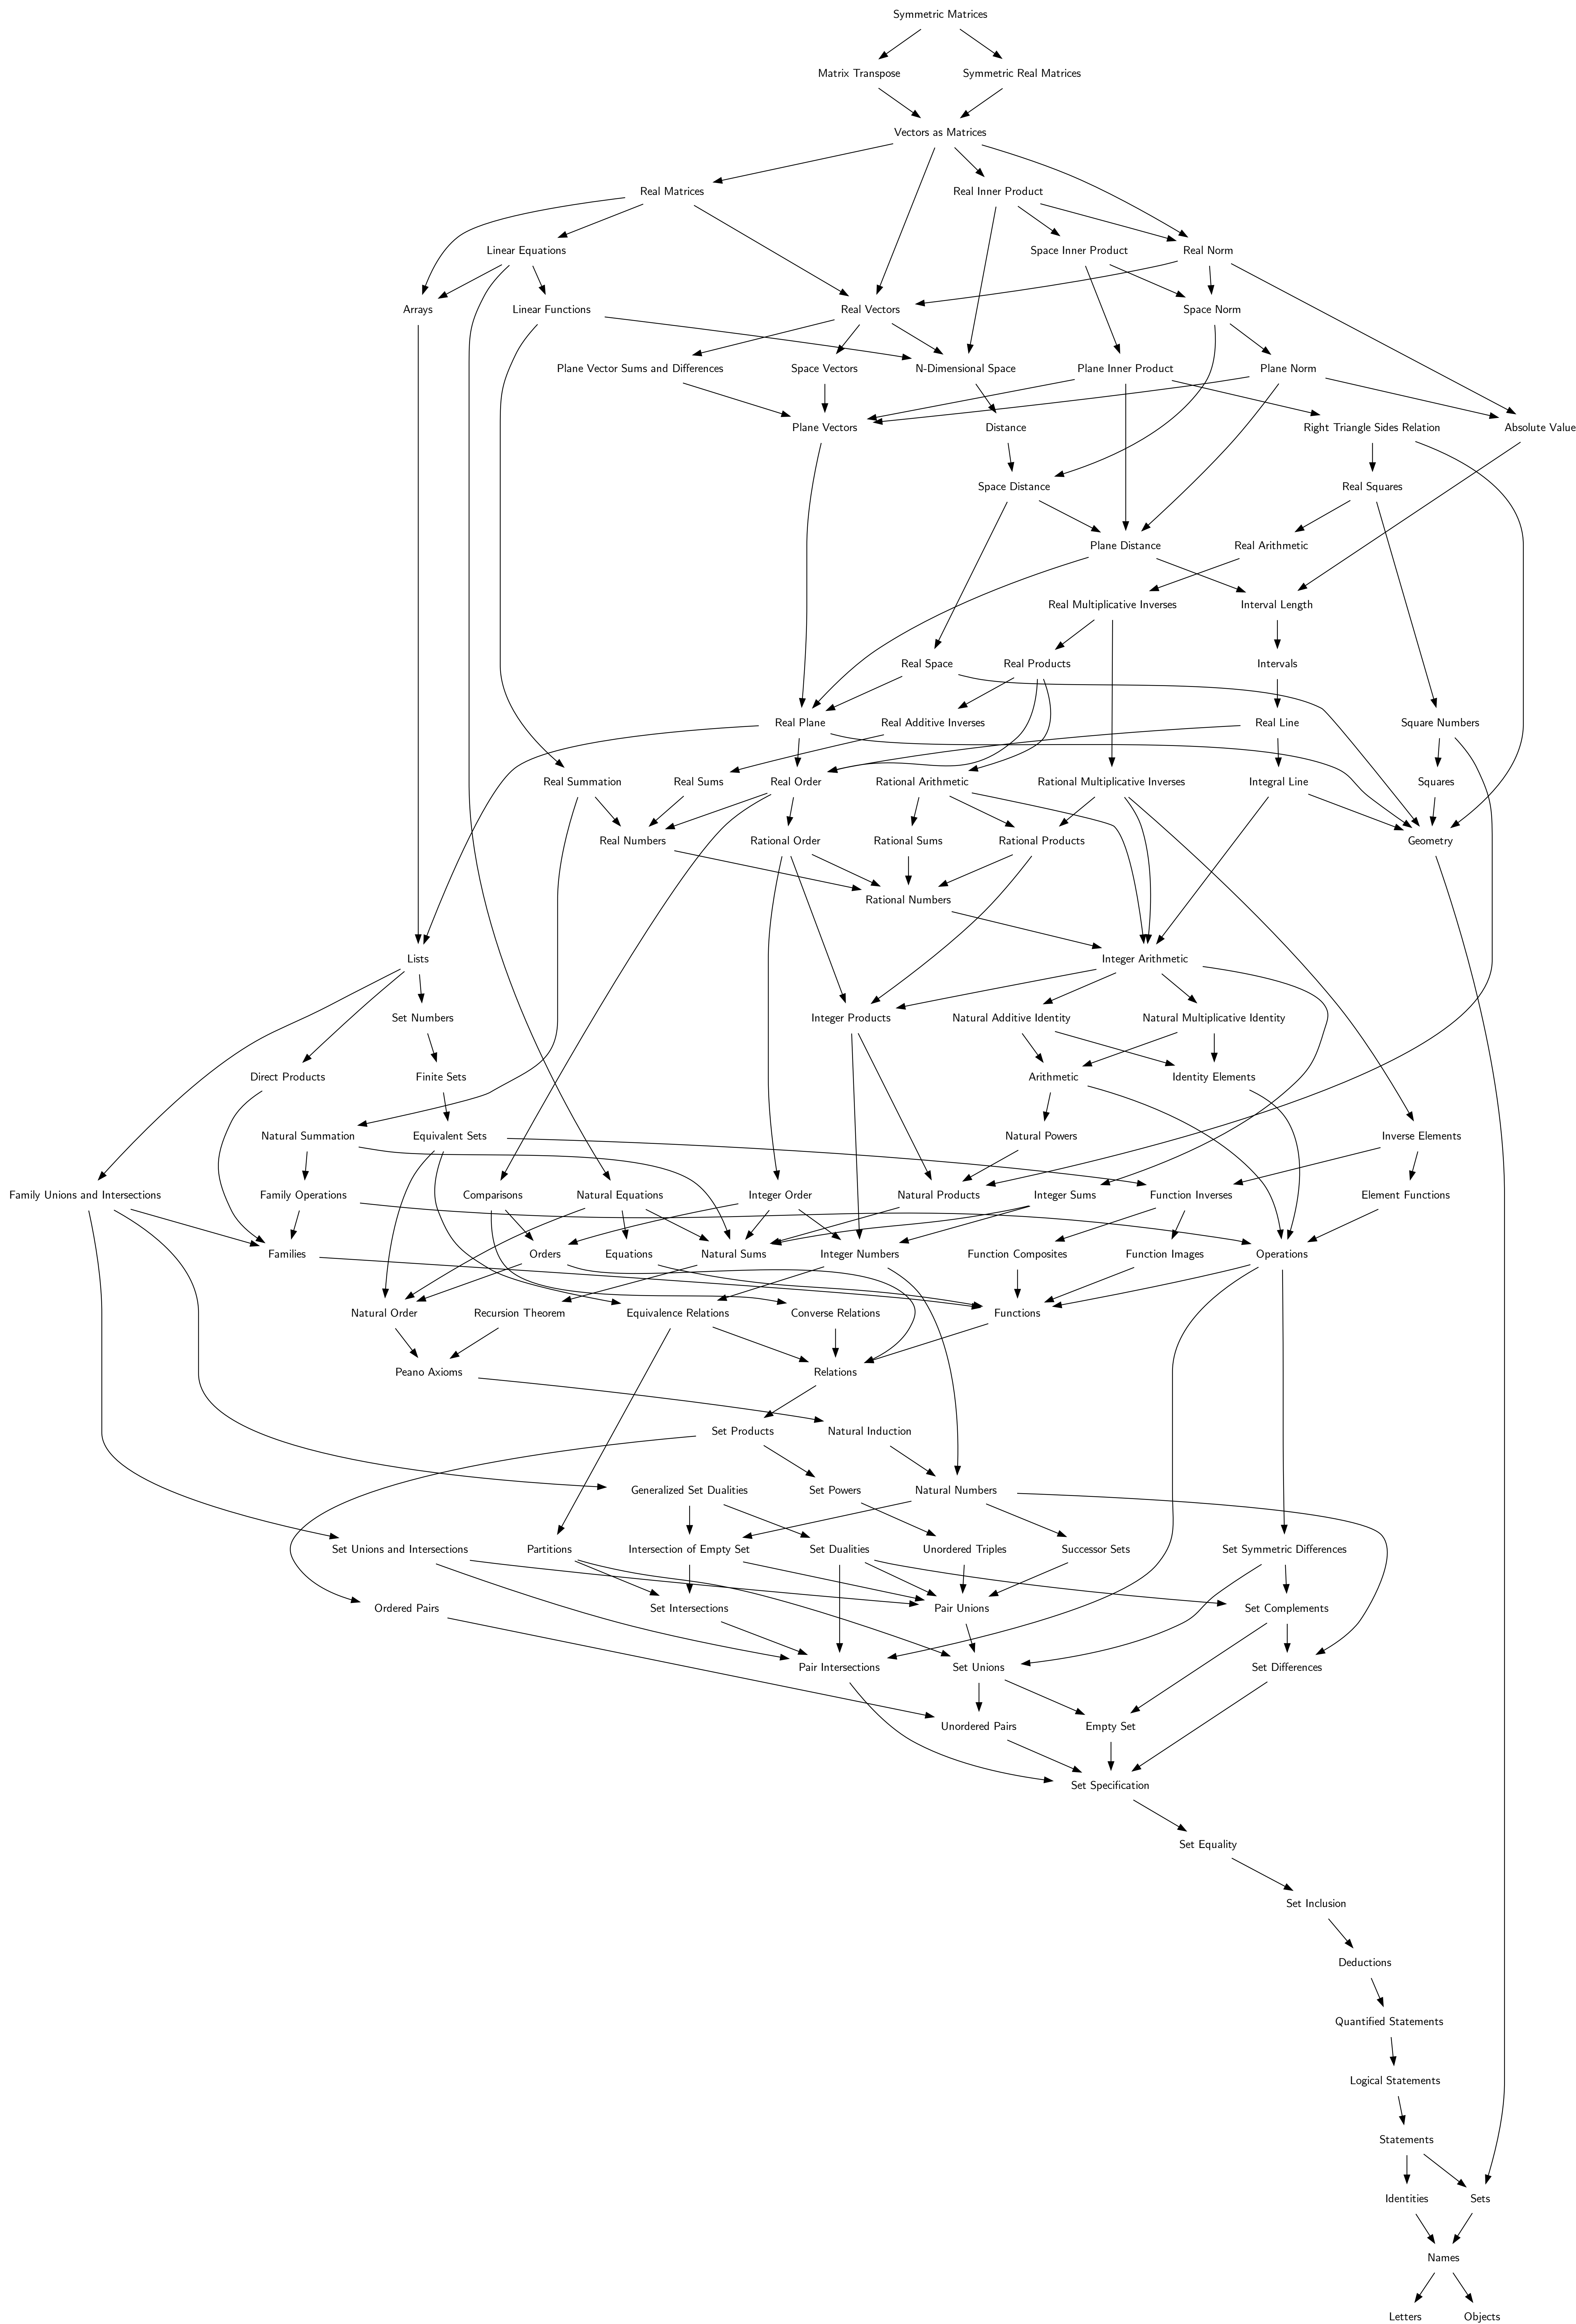 Symmetric Matrices
Matrix Transpose
Symmetric Real Matrices
Vectors as Matrices
Real Matrices
Real Inner Product
Linear Equations
Space Inner Product
Real Norm
Arrays
Linear Functions
Real Vectors
Space Norm
Plane Vector Sums and Differences
Space Vectors
N-Dimensional Space
Plane Inner Product
Plane Norm
Plane Vectors
Distance
Right Triangle Sides Relation
Absolute Value
Space Distance
Real Squares
Plane Distance
Real Arithmetic
Real Multiplicative Inverses
Interval Length
Real Space
Real Products
Intervals
Real Plane
Real Additive Inverses
Real Line
Square Numbers
Real Summation
Real Sums
Real Order
Rational Arithmetic
Rational Multiplicative Inverses
Integral Line
Squares
Real Numbers
Rational Order
Rational Sums
Rational Products
Geometry
Rational Numbers
Lists
Integer Arithmetic
Set Numbers
Integer Products
Natural Additive Identity
Natural Multiplicative Identity
Direct Products
Finite Sets
Arithmetic
Identity Elements
Natural Summation
Equivalent Sets
Natural Powers
Inverse Elements
Family Unions and Intersections
Family Operations
Comparisons
Natural Equations
Integer Order
Natural Products
Integer Sums
Function Inverses
Element Functions
Families
Orders
Equations
Natural Sums
Integer Numbers
Function Composites
Function Images
Operations
Natural Order
Recursion Theorem
Equivalence Relations
Converse Relations
Functions
Peano Axioms
Relations
Set Products
Natural Induction
Generalized Set Dualities
Set Powers
Natural Numbers
Set Unions and Intersections
Partitions
Intersection of Empty Set
Set Dualities
Unordered Triples
Successor Sets
Set Symmetric Differences
Ordered Pairs
Set Intersections
Pair Unions
Set Complements
Pair Intersections
Set Unions
Set Differences
Unordered Pairs
Empty Set
Set Specification
Set Equality
Set Inclusion
Deductions
Quantified Statements
Logical Statements
Statements
Identities
Sets
Names
Letters
Objects